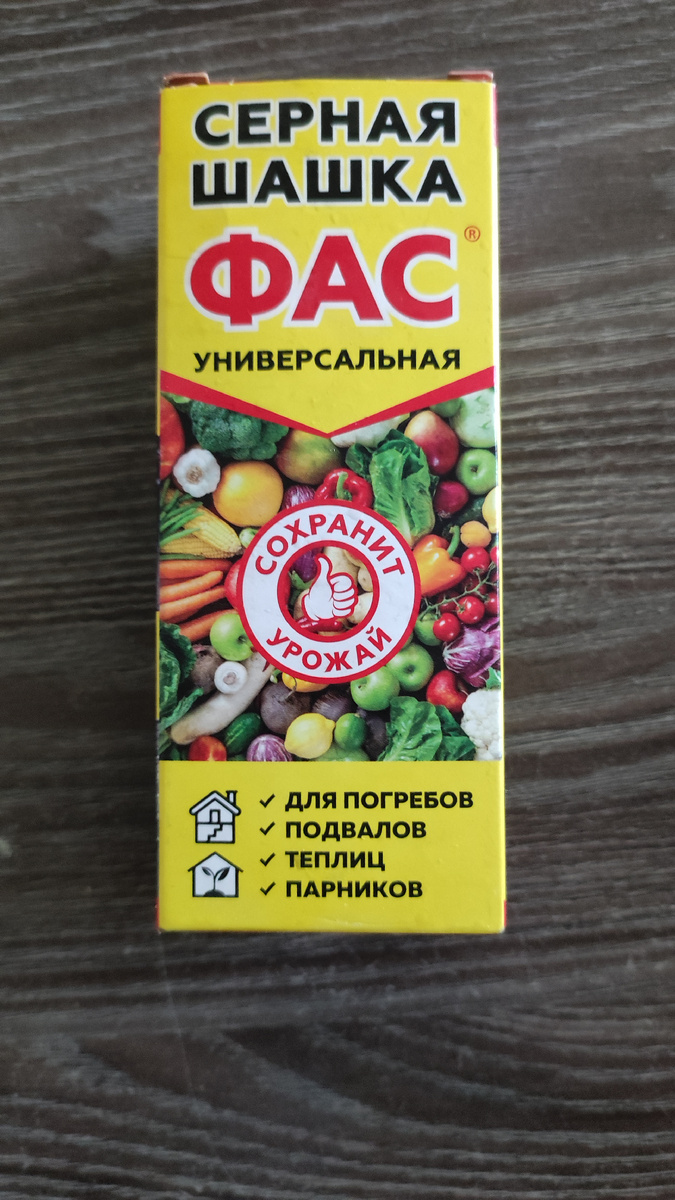 СЕРНАЯ
ШАШКА
ФАС®
УНИВЕРСАЛЬНАЯ
СОХРАНИТ
УРОЖАЙ
✓ ДЛЯ ПОГРЕБОВ
✓ ПОДВАЛОВ
✓ ТЕПЛИЦ
✓ ПАРНИКОВ